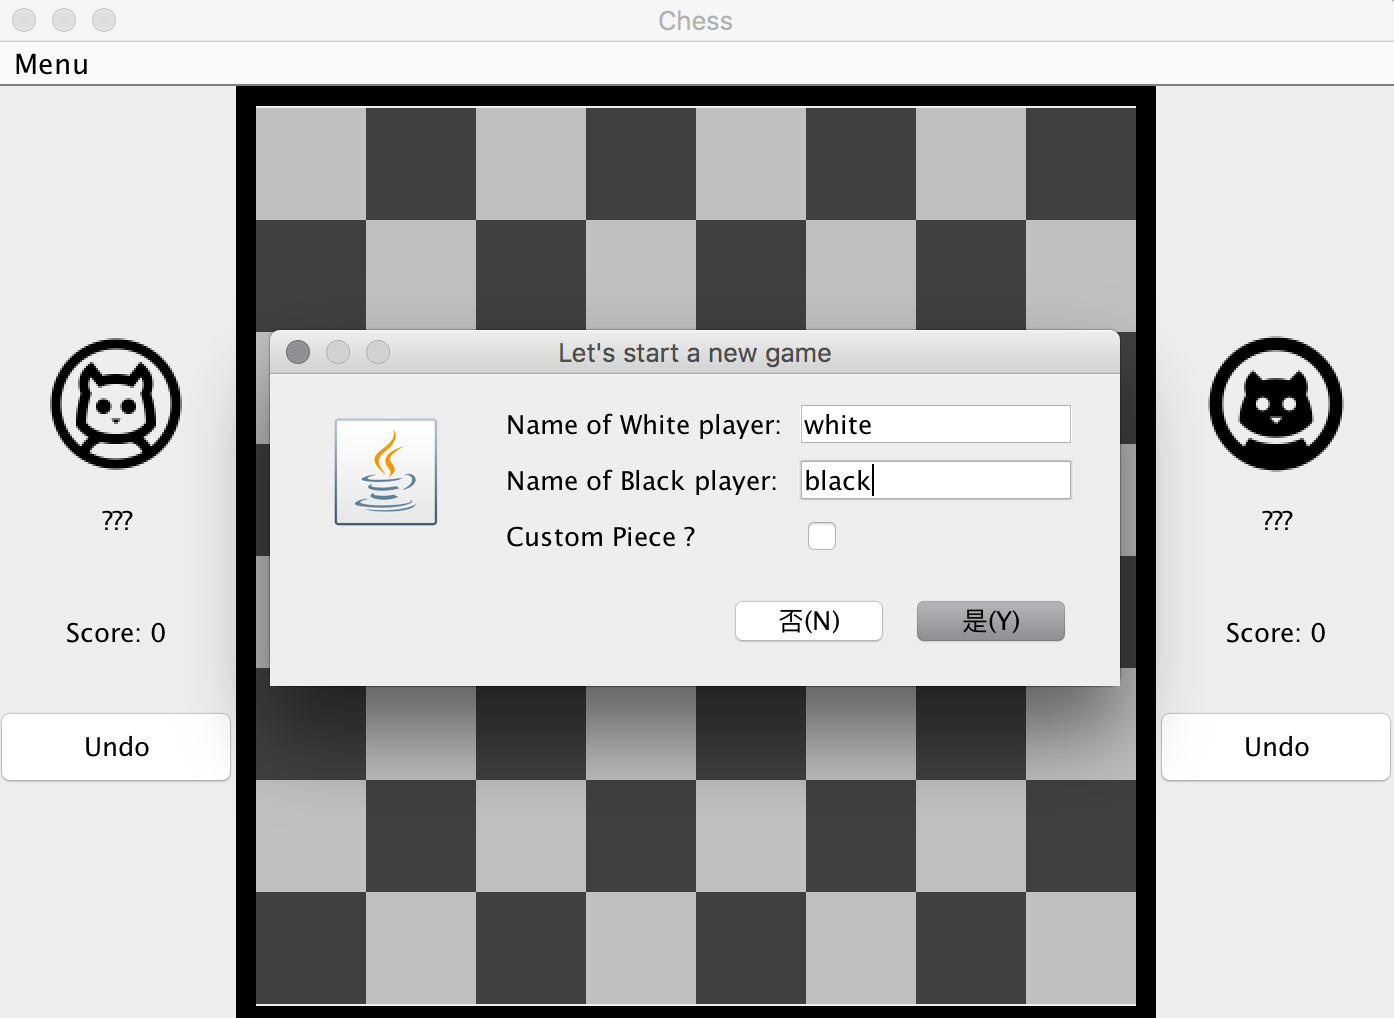 Chess
Menu
Let's start a new game
Name of White player: white
Name of Black player: black
Custom Piece ?
否(N) 是(Y)
??? ???
Score: 0 Score: 0
Undo Undo